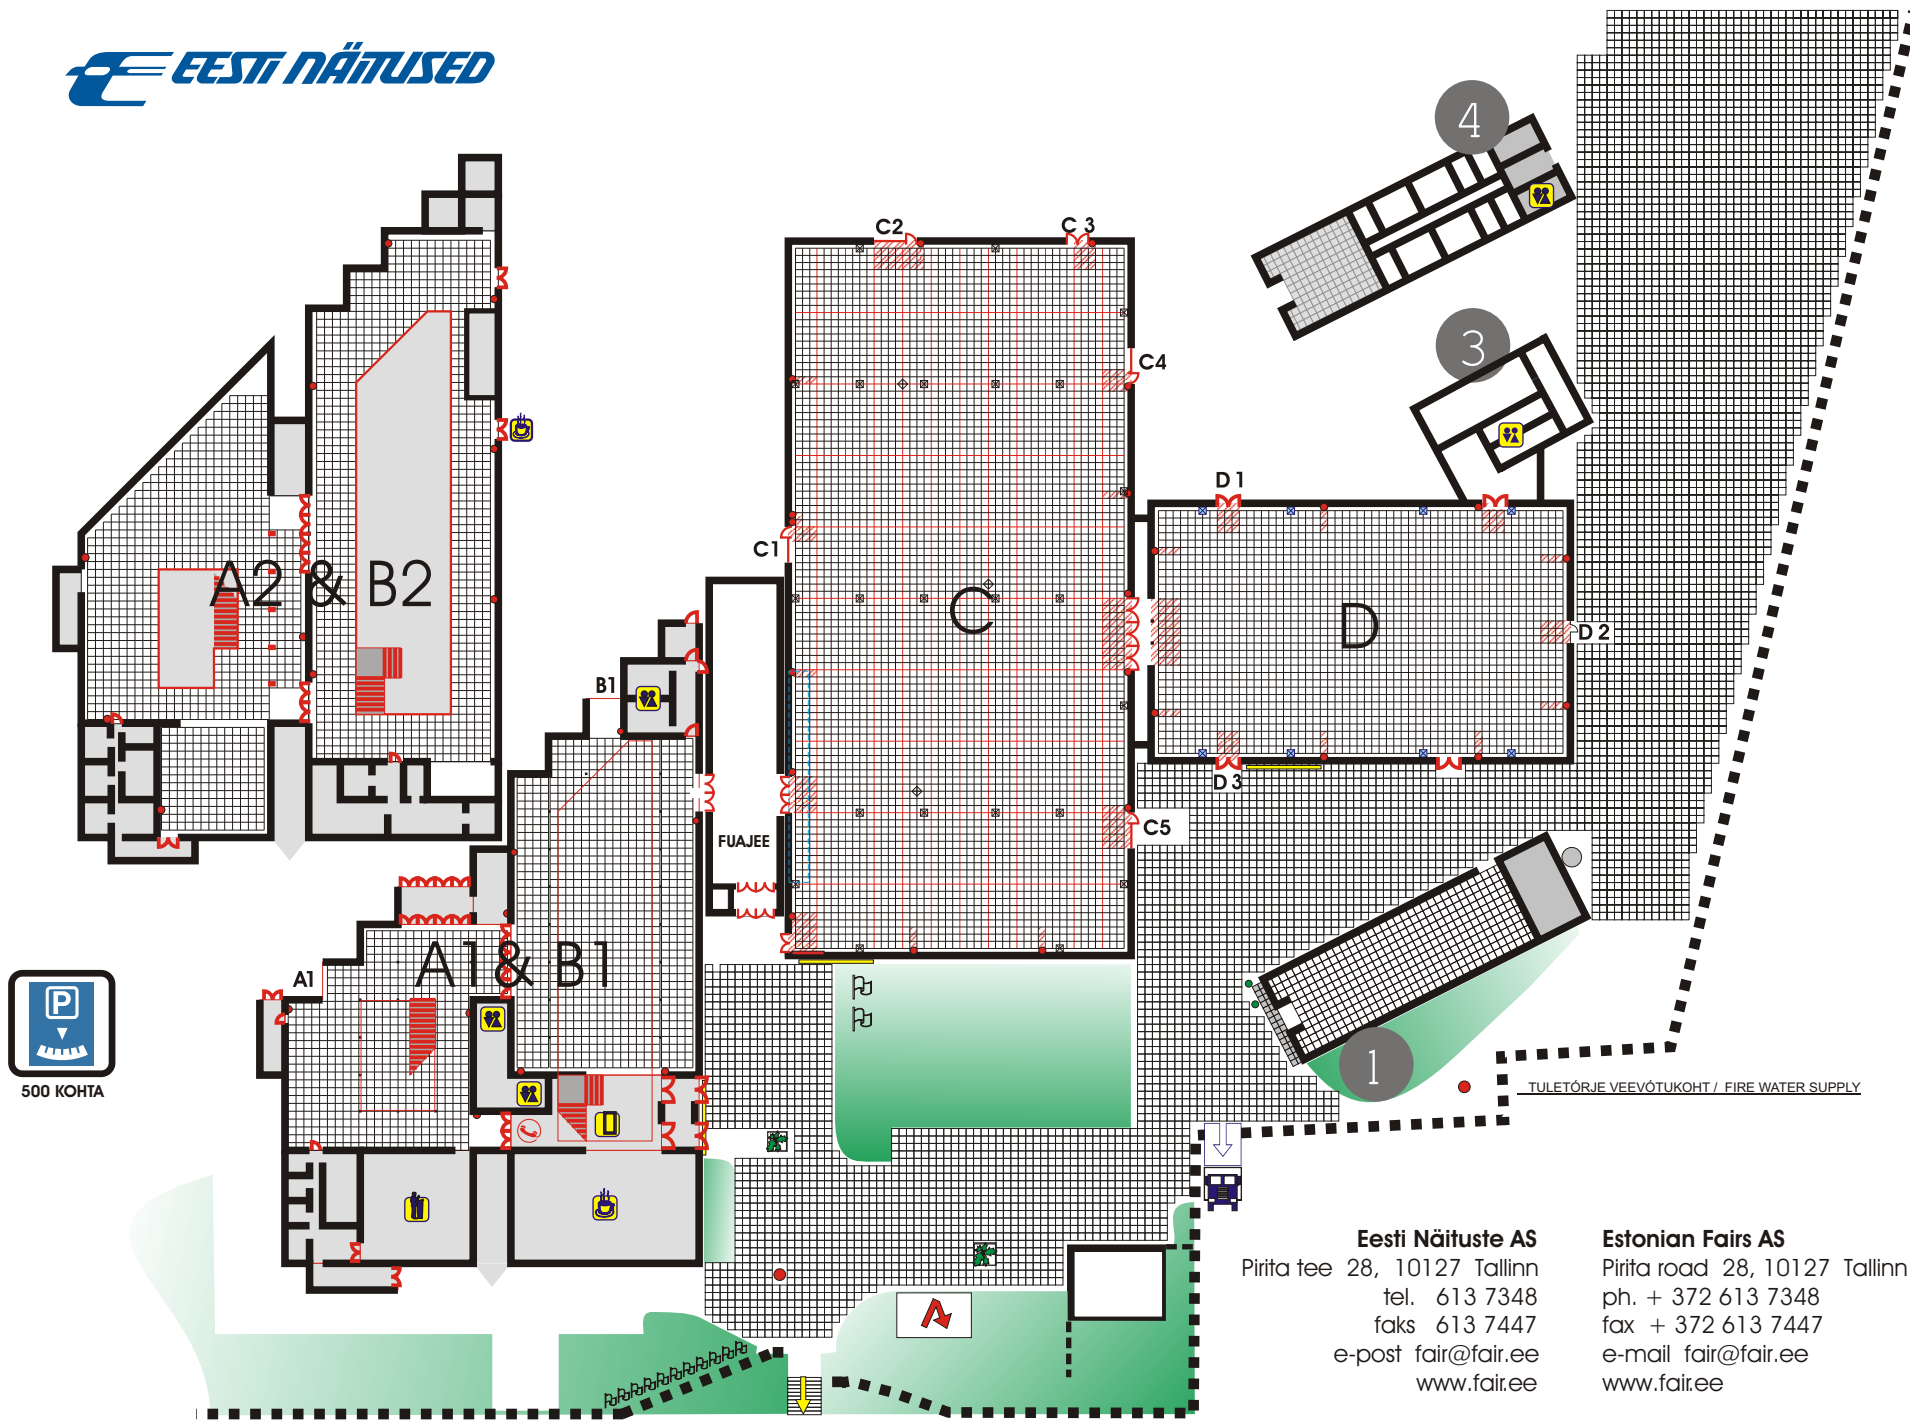 EESTI NÄITUSED
4
C2
C 3
3
C4
D 1
C1
A2 & B2
C
D
D 2
B1
D 3
C5
FUAJEE
A1 & B1
A1
P
500 KOHTA
1
TULETÕRJE VEEVÕTUKOHT / FIRE WATER SUPPLY
Eesti Näituste AS
Pirita tee 28, 10127 Tallinn
tel. 613 7348
faks 613 7447
e-post fair@fair.ee
www.fair.ee
Estonian Fairs AS
Pirita road 28, 10127 Tallinn
ph. + 372 613 7348
fax + 372 613 7447
e-mail fair@fair.ee
www.fair.ee